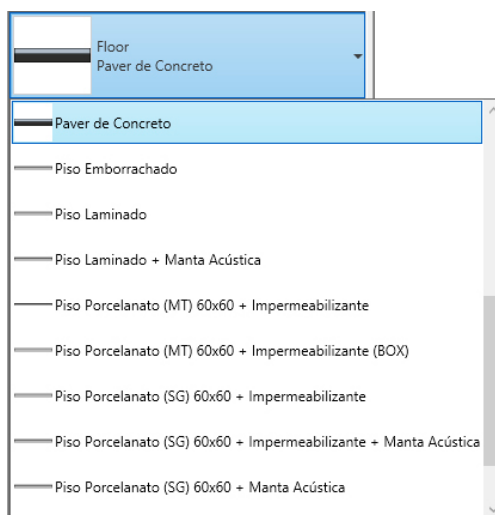 Floor
Paver de Concreto
Paver de Concreto
Piso Emborrachado
Piso Laminado
Piso Laminado + Manta Acústica
Piso Porcelanato (MT) 60x60 + Impermeabilizante
Piso Porcelanato (MT) 60x60 + Impermeabilizante (BOX)
Piso Porcelanato (SG) 60x60 + Impermeabilizante
Piso Porcelanato (SG) 60x60 + Impermeabilizante + Manta Acústica
Piso Porcelanato (SG) 60x60 + Manta Acústica